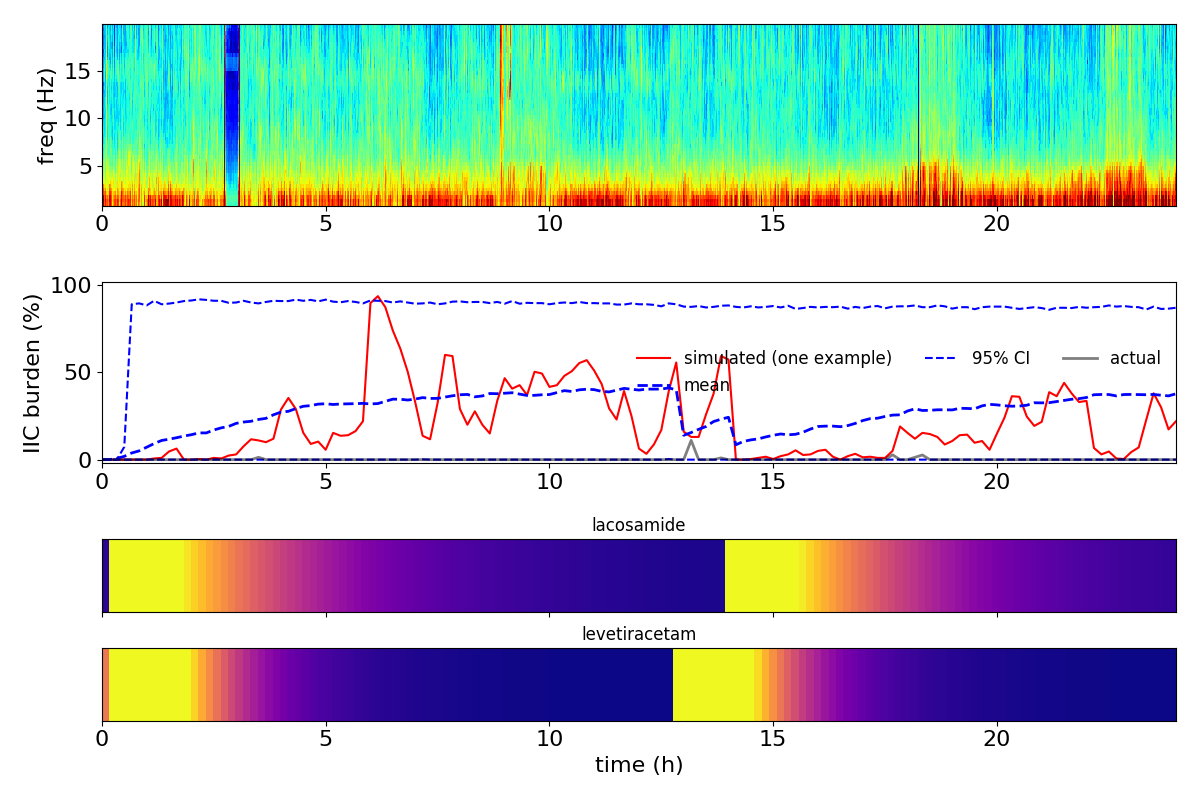 freq (Hz)
15
10
5
0 5 10 15 20
IIC burden (%)
100
50
0
simulated (one example) 95% CI actual
mean
0 5 10 15 20
lacosamide
levetiracetam
0 5 10 15 20
time (h)